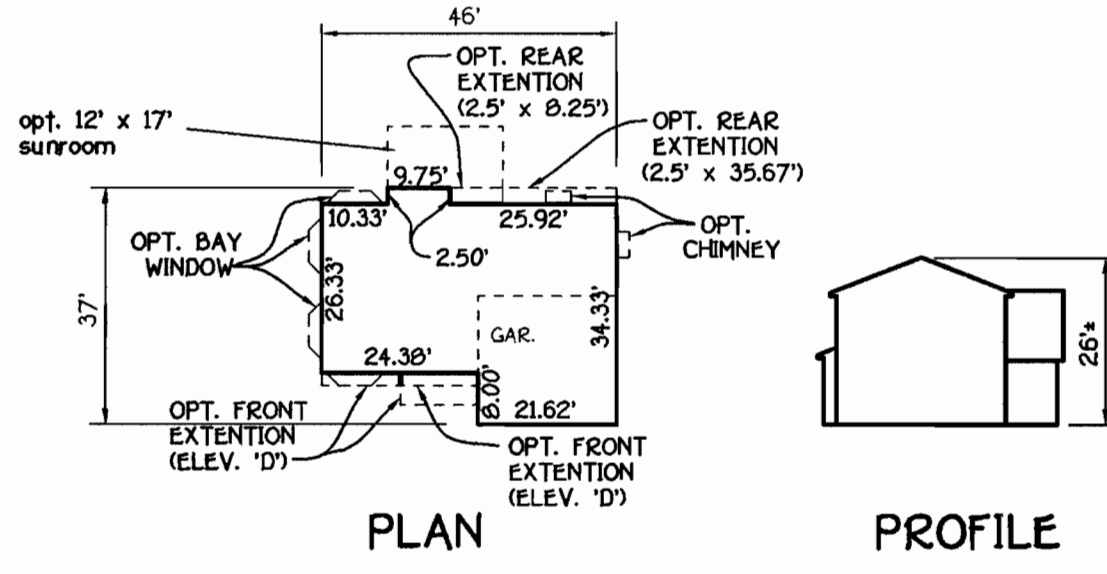 46'
OPT. REAR
EXTENTION
(2.5' x 8.25')
opt. 12' x 17'
sunroom
OPT. REAR
EXTENTION
(2.5' x 35.67')
9.75'
10.33'
25.92'
OPT.
CHIMNEY
OPT. BAY
WINDOW
2.50'
26.33'
37'
34.33'
GAR.
26'±
24.38'
8.00'
21.62'
OPT. FRONT
EXTENTION
(ELEV. 'D')
OPT. FRONT
EXTENTION
(ELEV. 'D')
PLAN
PROFILE